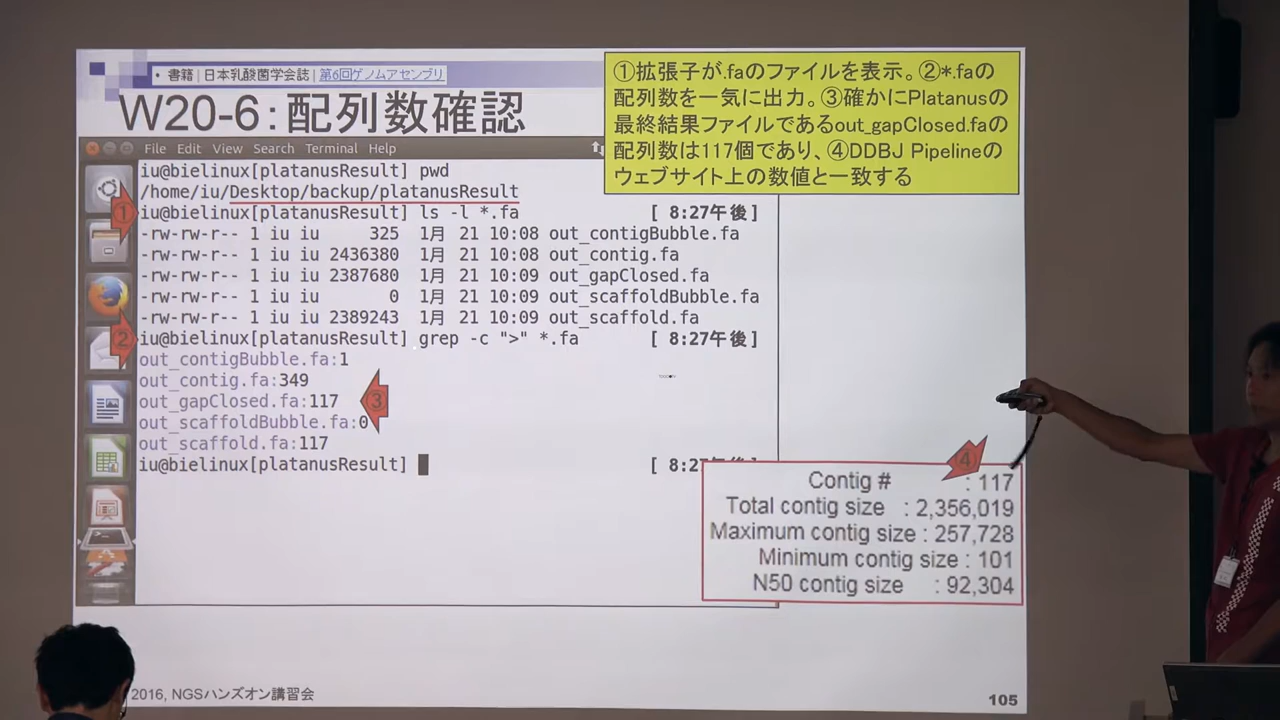 • 書籍 | 日本乳酸菌学会誌 | 第6回ゲノムアセンブリ
W20-6:配列数確認
①拡張子が.faのファイルを表示。②*.faの
配列数を一気に出力。③確かにPlatanusの
最終結果ファイルであるout_gapClosed.faの
配列数は117個であり、④DDBJ Pipelineの
ウェブサイト上の数値と一致する
File Edit View Search Terminal Help
iu@bielinux[platanusResult] pwd
/home/iu/Desktop/backup/platanusResult
① iu@bielinux[platanusResult] ls -l *.fa [ 8:27午後]
-rw-rw-r-- 1 iu iu 325 1月 21 10:08 out_contigBubble.fa
-rw-rw-r-- 1 iu iu 2436380 1月 21 10:08 out_contig.fa
-rw-rw-r-- 1 iu iu 2387680 1月 21 10:09 out_gapClosed.fa
-rw-rw-r-- 1 iu iu 0 1月 21 10:09 out_scaffoldBubble.fa
-rw-rw-r-- 1 iu iu 2389243 1月 21 10:09 out_scaffold.fa
② iu@bielinux[platanusResult] grep -c ">" *.fa [ 8:27午後]
out_contigBubble.fa:1
out_contig.fa:349
out_gapClosed.fa:117 ③
out_scaffoldBubble.fa:0
out_scaffold.fa:117
iu@bielinux[platanusResult] [ 8:27
④
Contig # : 117
Total contig size : 2,356,019
Maximum contig size : 257,728
Minimum contig size : 101
N50 contig size : 92,304
2016, NGSハンズオン講習会
105